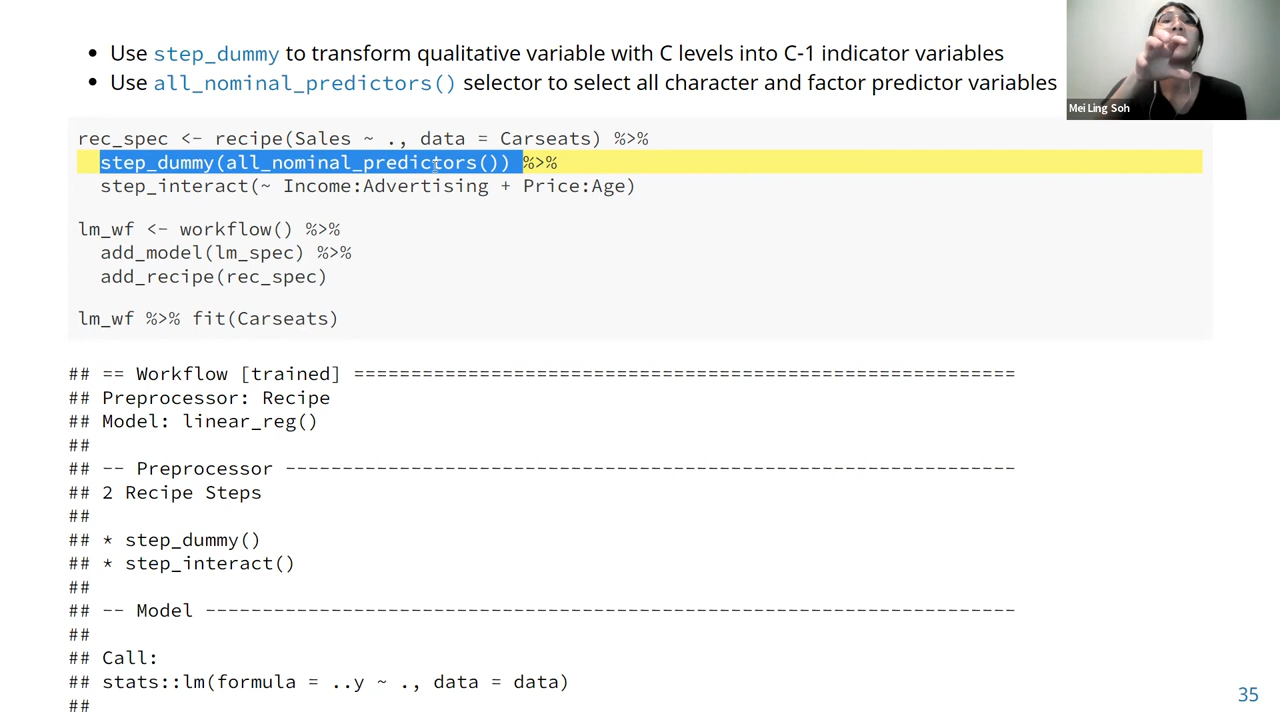 • Use step_dummy to transform qualitative variable with C levels into C-1 indicator variables
• Use all_nominal_predictors() selector to select all character and factor predictor variables
Mei Ling Soh
rec_spec <- recipe(Sales ~ ., data = Carseats) %>%
  step_dummy(all_nominal_predictors()) %>%
  step_interact(~ Income:Advertising + Price:Age)
lm_wf <- workflow() %>%
  add_model(lm_spec) %>%
  add_recipe(rec_spec)
lm_wf %>% fit(Carseats)
## == Workflow [trained] ==========================================================
## Preprocessor: Recipe
## Model: linear_reg()
##
## -- Preprocessor ----------------------------------------------------------------
## 2 Recipe Steps
##
## * step_dummy()
## * step_interact()
##
## -- Model -----------------------------------------------------------------------
##
## Call:
## stats::lm(formula = ..y ~ ., data = data)
##
35